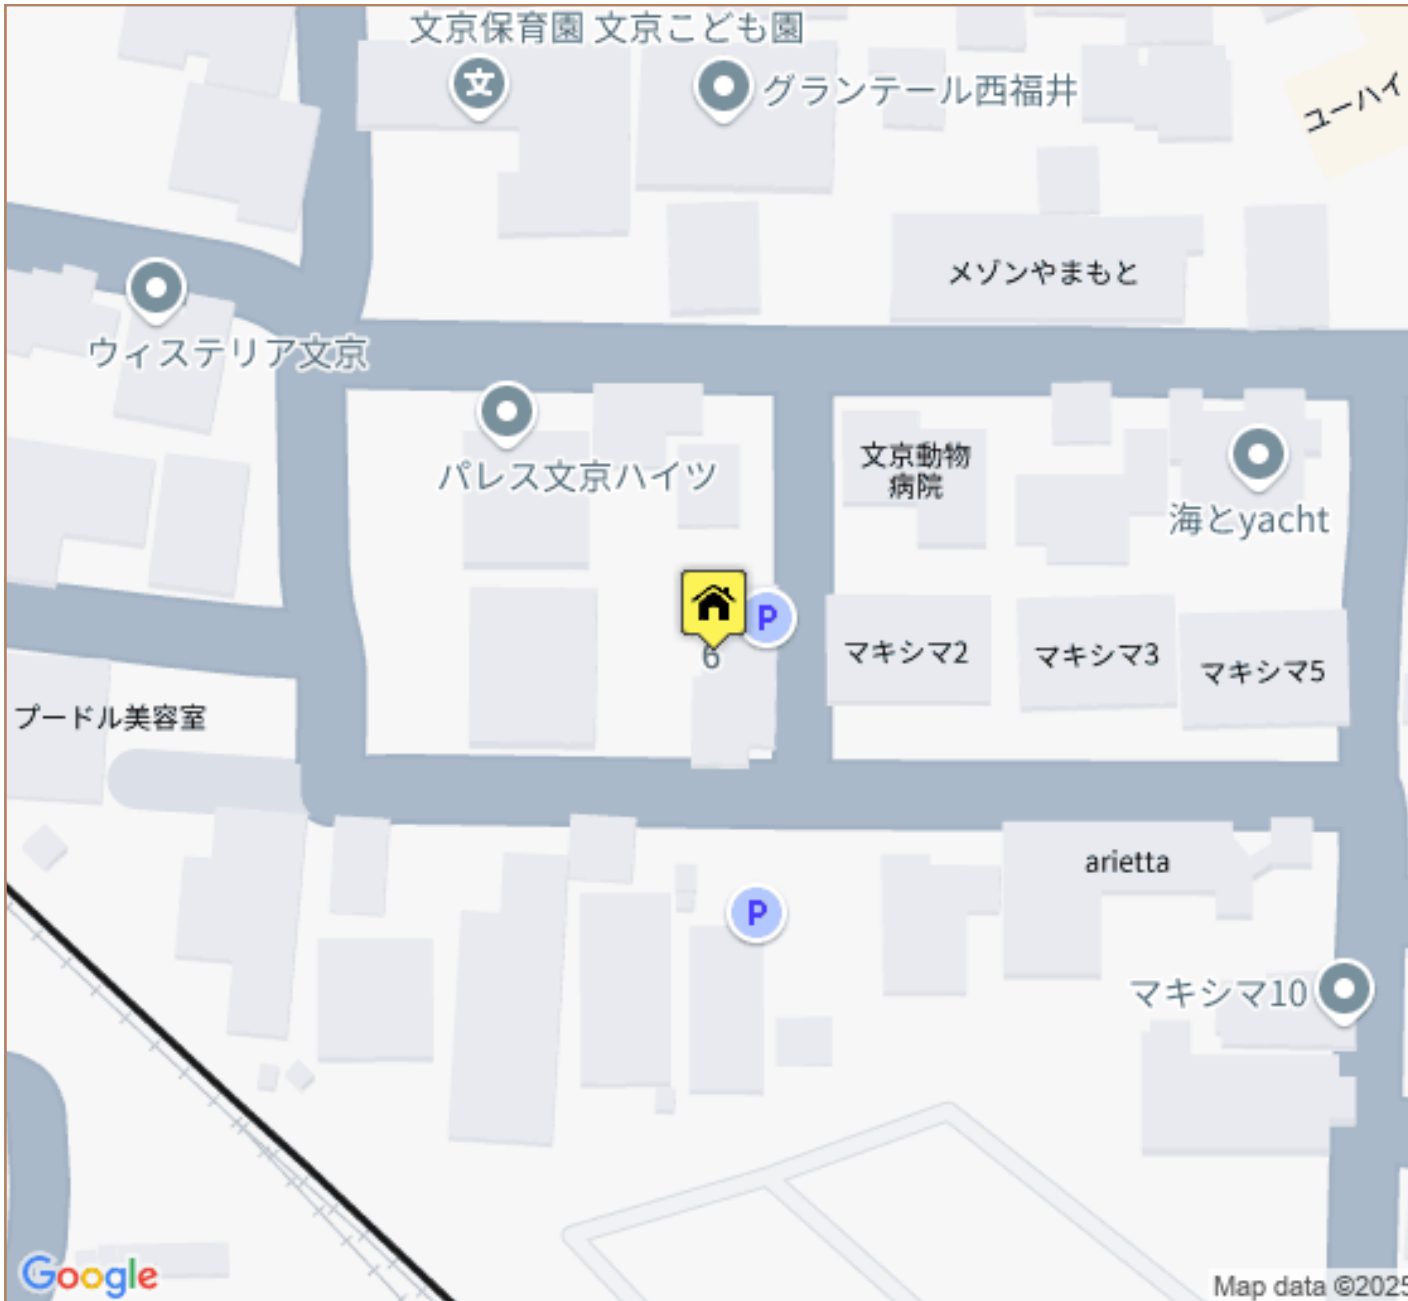 文京保育園 文京こども園
文
グランテール西福井
ユーハイ
メゾンやまもと
ウィステリア文京
パレス文京ハイツ
文京動物
病院
海とyacht
P
6
マキシマ2
マキシマ3
マキシマ5
プードル美容室
arietta
P
マキシマ10
Google
Map data ©2025